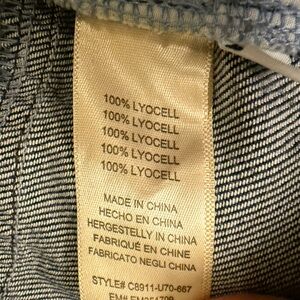 100% LYOCELL
100% LYOCELL
100% LYOCELL
100% LYOCELL
100% LYOCELL
MADE IN CHINA
HECHO EN CHINA
HERGESTELLY IN CHINA
FABRIQUÉ EN CHINE
FABRICATO NEGLI CHINA
STYLE# C8911-U70-667